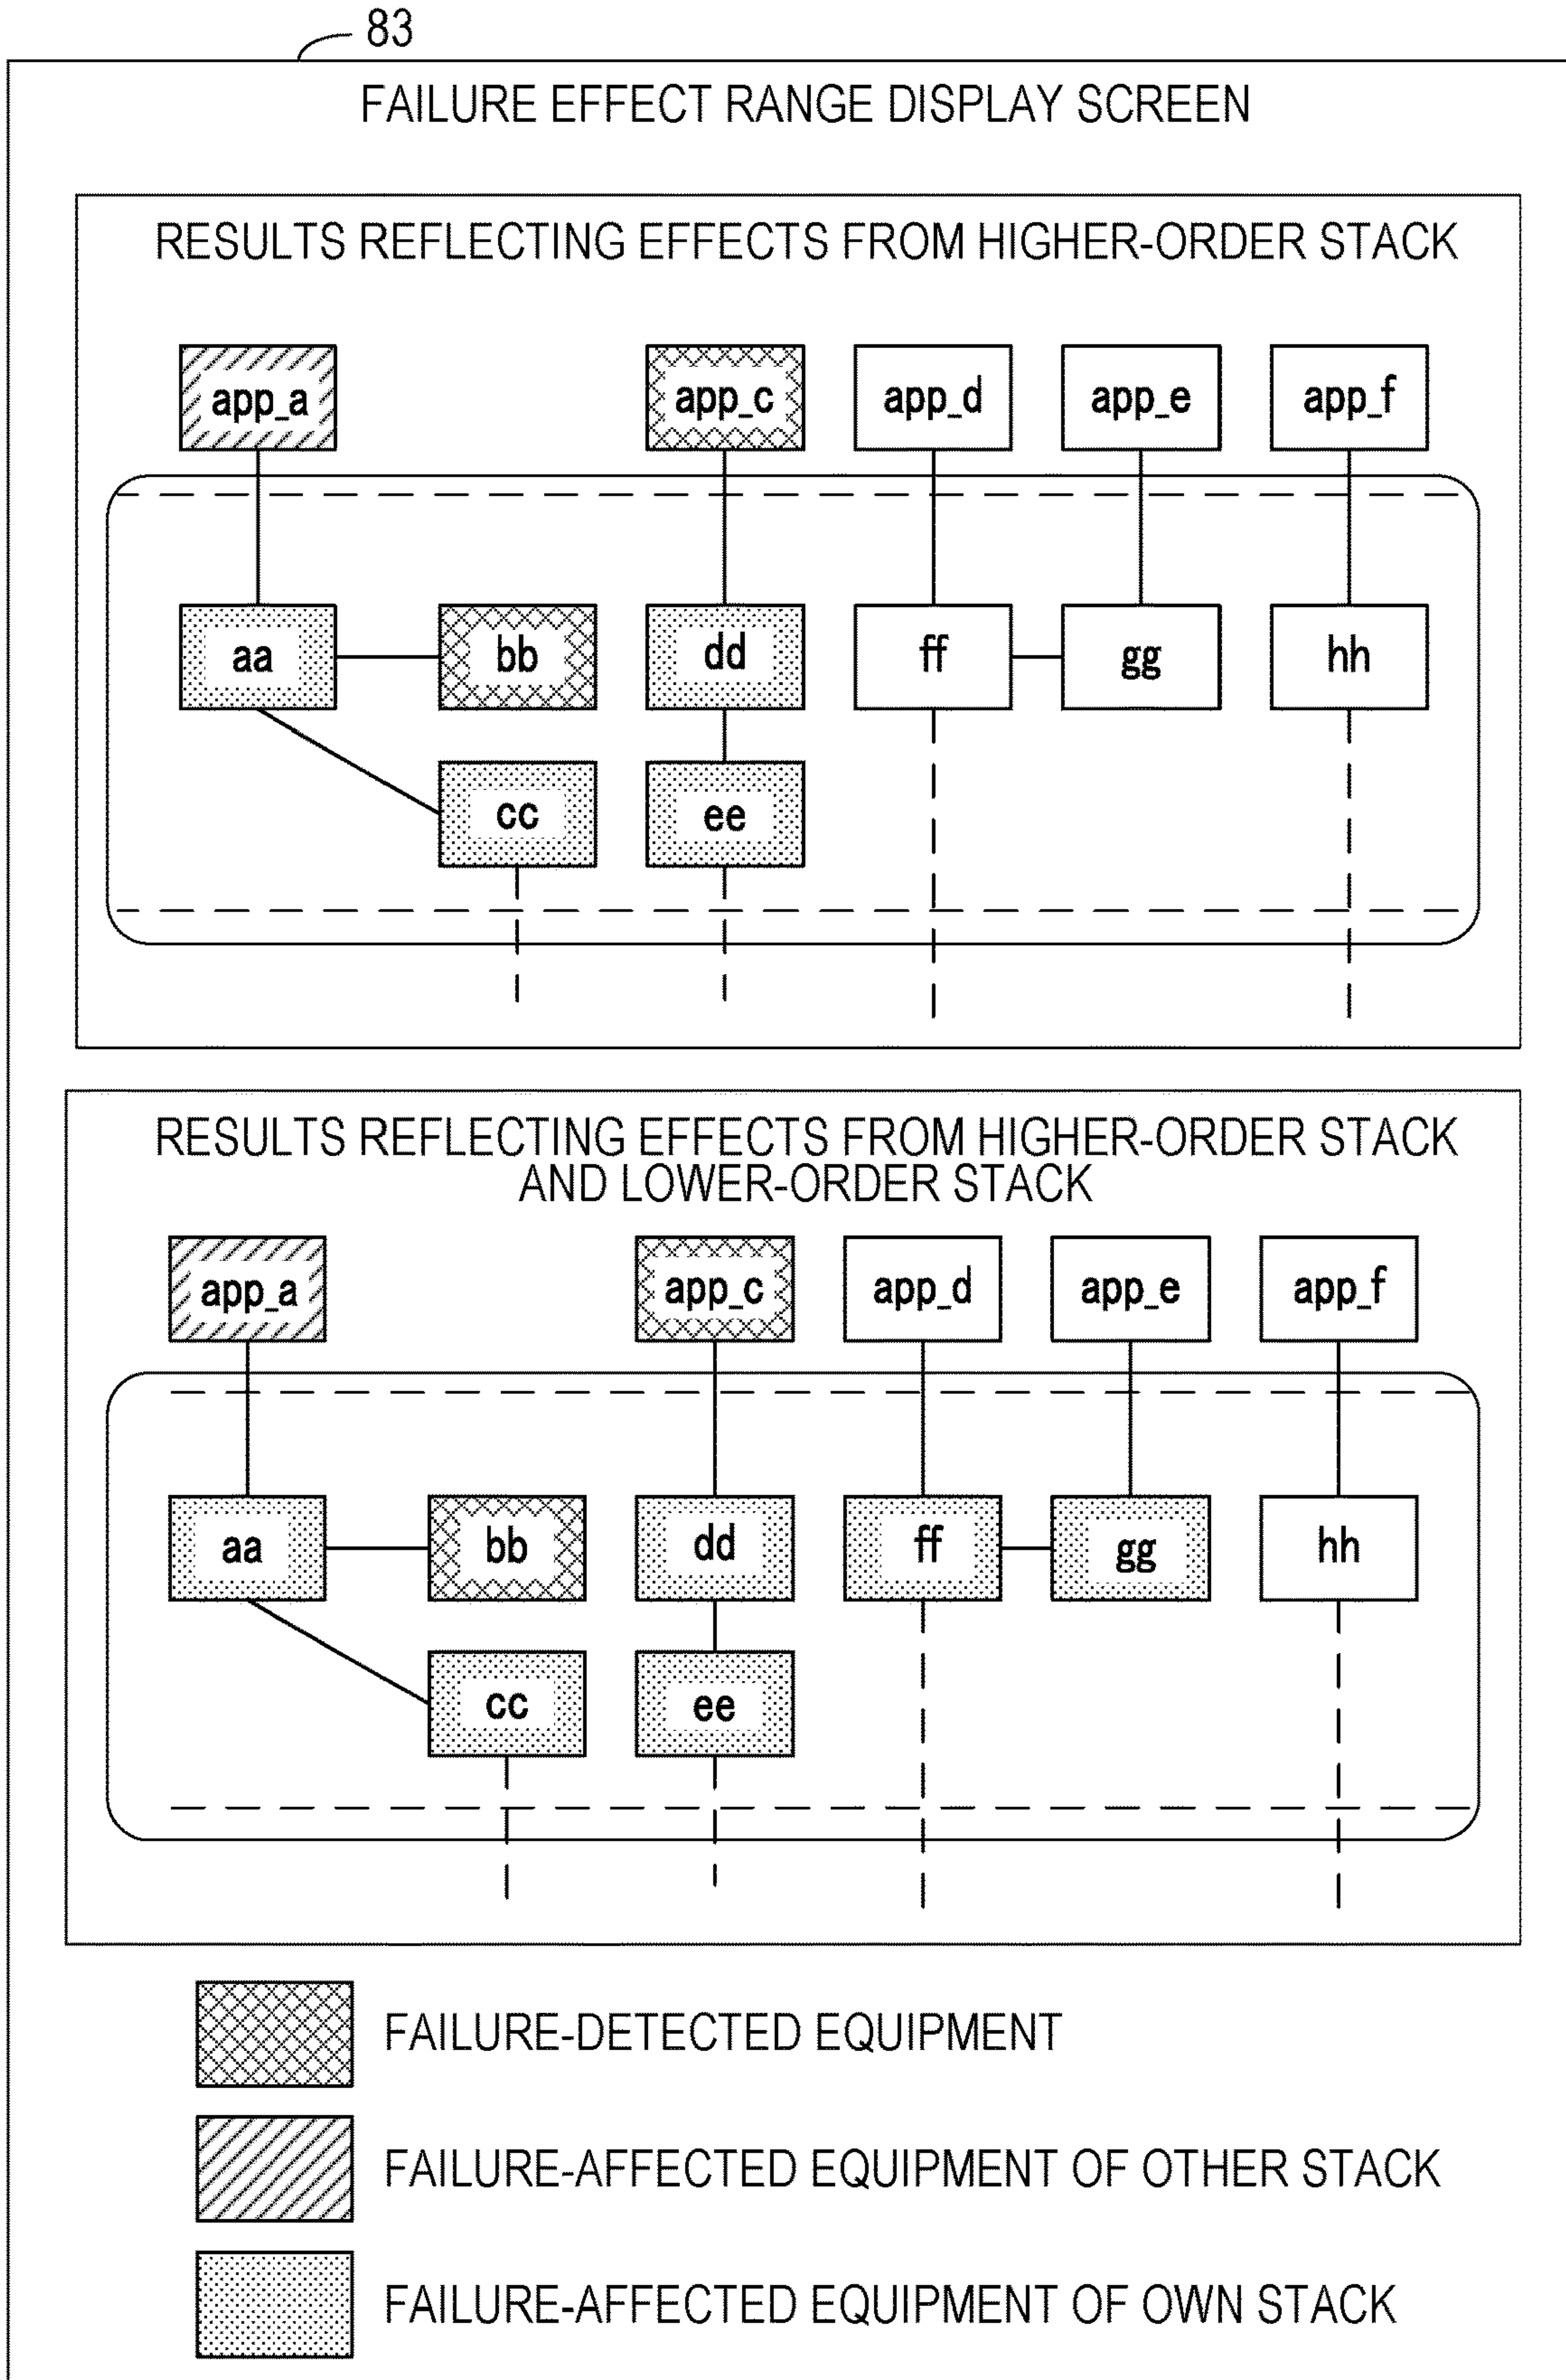 83
FAILURE EFFECT RANGE DISPLAY SCREEN
RESULTS REFLECTING EFFECTS FROM HIGHER-ORDER STACK
app_a app_c app_d app_e app_f
aa bb dd ff gg hh
cc ee
RESULTS REFLECTING EFFECTS FROM HIGHER-ORDER STACK
AND LOWER-ORDER STACK
app_a app_c app_d app_e app_f
aa bb dd ff gg hh
cc ee
FAILURE-DETECTED EQUIPMENT
FAILURE-AFFECTED EQUIPMENT OF OTHER STACK
FAILURE-AFFECTED EQUIPMENT OF OWN STACK